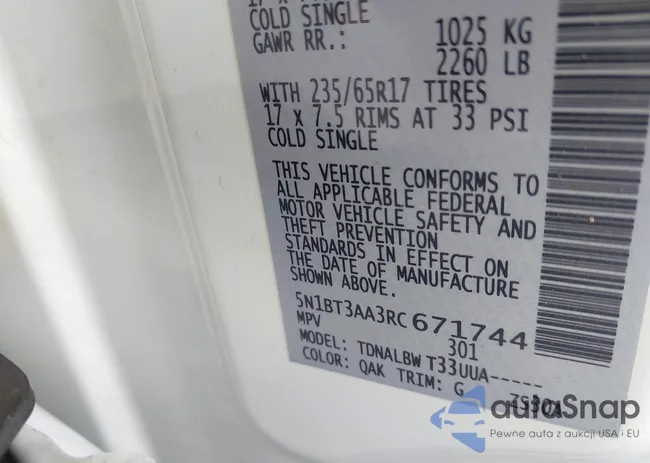 COLD SINGLE
GAWR RR.: 1025 KG
2260 LB
WITH 235/65R17 TIRES
17 x 7.5 RIMS AT 33 PSI
COLD SINGLE
THIS VEHICLE CONFORMS TO
ALL APPLICABLE FEDERAL
MOTOR VEHICLE SAFETY AND
THEFT PREVENTION
STANDARDS IN EFFECT ON
THE DATE OF MANUFACTURE
SHOWN ABOVE.
5N1BT3AA3RC671744
MPV 301
MODEL: TDNALBW T33UUA-----
COLOR: QAK TRIM: G
autaSnap
Pewne auta z aukcji USA i EU